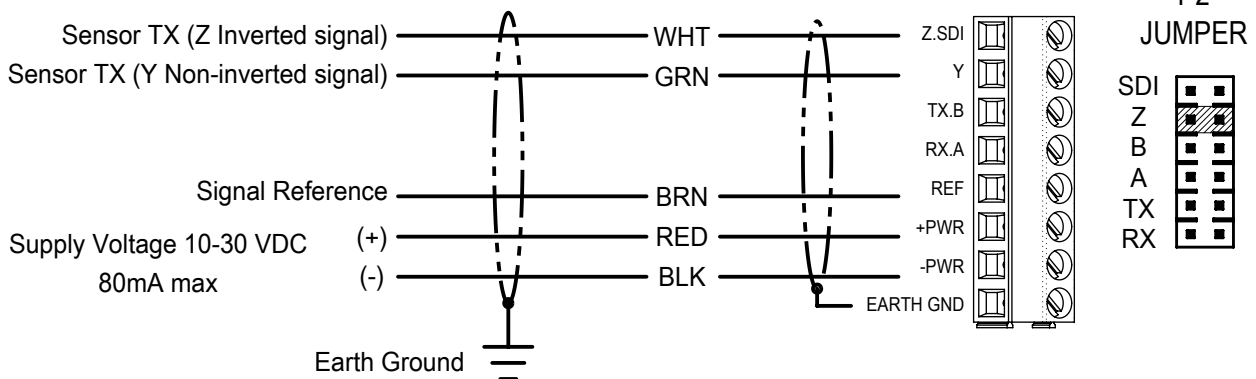 Sensor TX (Z Inverted signal)
WHT
Sensor TX (Y Non-inverted signal)
GRN
Signal Reference
BRN
Supply Voltage 10-30 VDC
80mA max
(+)
RED
(-)
BLK
Earth Ground
Z.SDI
Y
TX.B
RX.A
REF
+PWR
-PWR
EARTH GND
JUMPER
SDI
Z
B
A
TX
RX